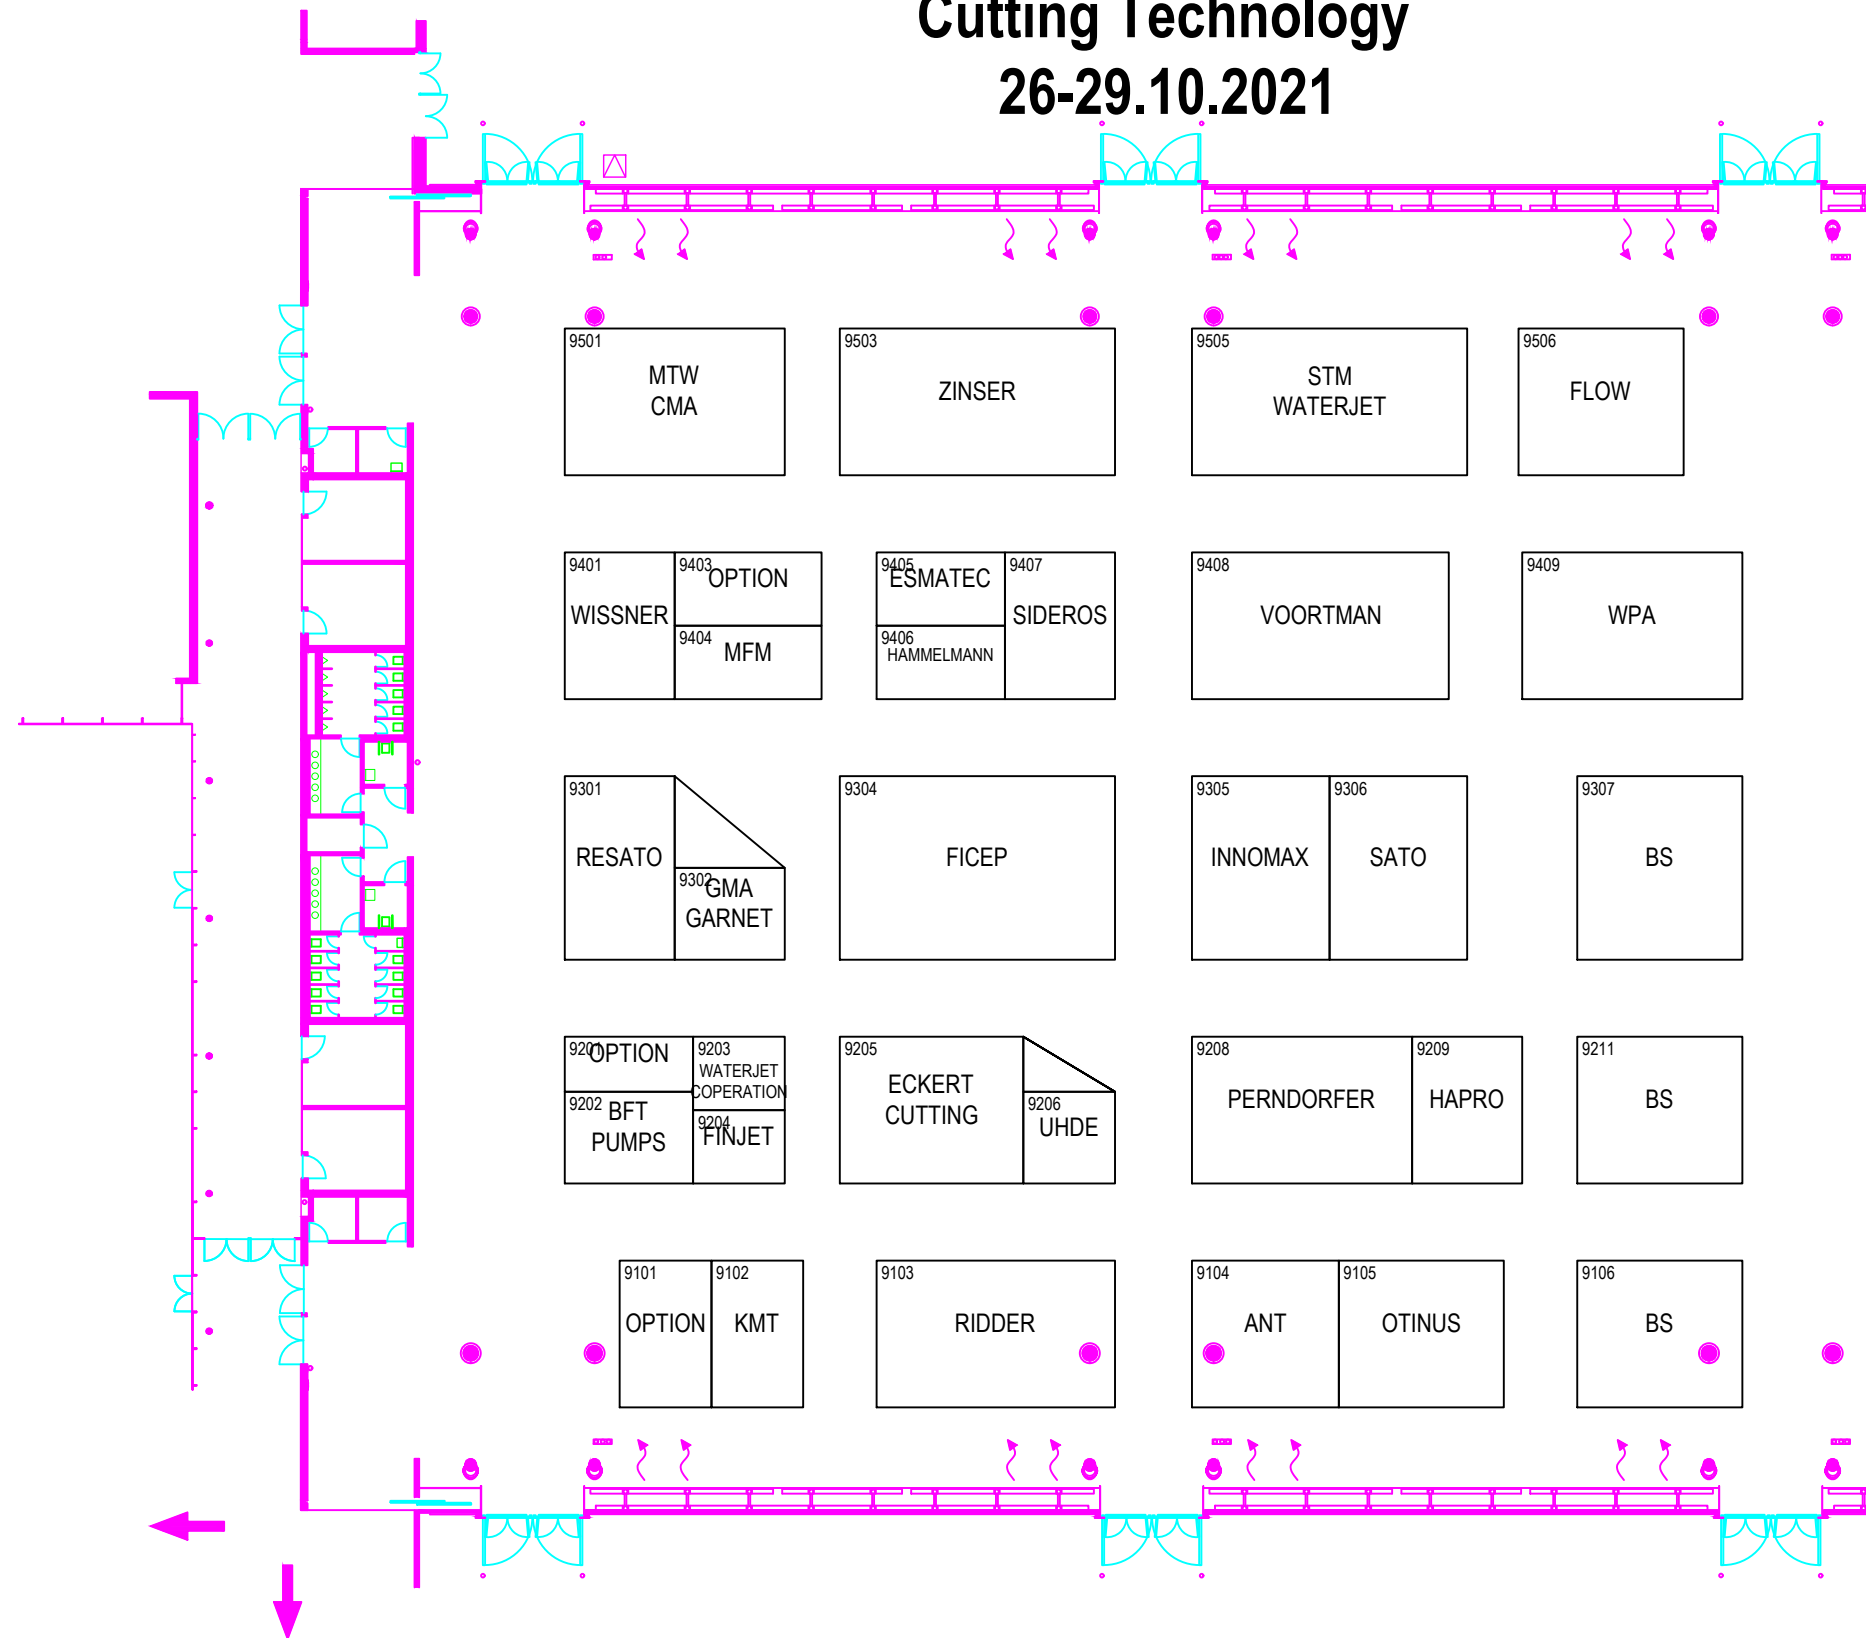 Cutting Technology
26-29.10.2021
9501
MTW
CMA
9503
ZINSER
9505
STM
WATERJET
9506
FLOW
9401
WISSNER
9403
OPTION
9404
MFM
9405
ESMATEC
9406
HAMMELMANN
9407
SIDEROS
9408
VOORTMAN
9409
WPA
9301
RESATO
9302
GMA
GARNET
9304
FICEP
9305
INNOMAX
9306
SATO
9307
BS
9201
OPTION
9202
BFT
PUMPS
9203
WATERJET
COPERATION
9204
FINJET
9205
ECKERT
CUTTING
9206
UHDE
9208
PERNDORFER
9209
HAPRO
9211
BS
9101
OPTION
9102
KMT
9103
RIDDER
9104
ANT
9105
OTINUS
9106
BS